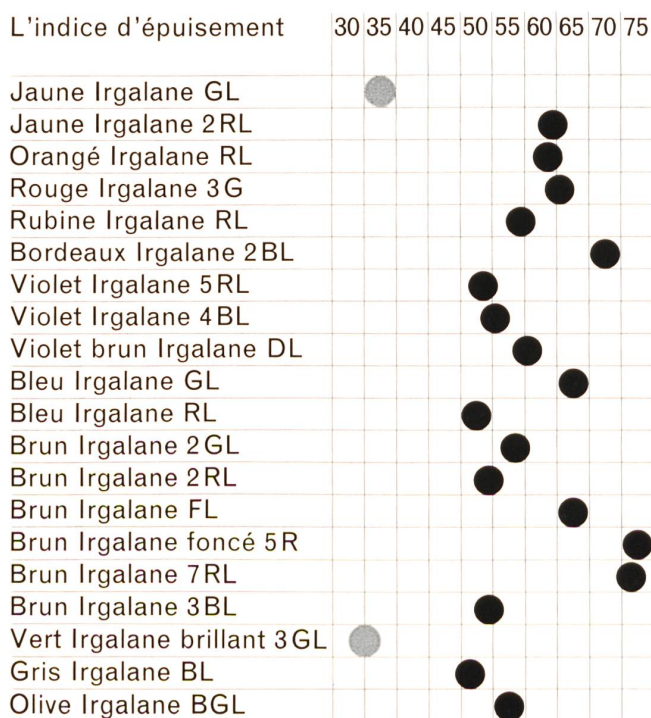 L'indice d'épuisement 30 35 40 45 50 55 60 65 70 75
Jaune Irgalane GL
Jaune Irgalane 2RL
Orangé Irgalane RL
Rouge Irgalane 3G
Rubine Irgalane RL
Bordeaux Irgalane 2BL
Violet Irgalane 5RL
Violet Irgalane 4BL
Violet brun Irgalane DL
Bleu Irgalane GL
Bleu Irgalane RL
Brun Irgalane 2GL
Brun Irgalane 2RL
Brun Irgalane FL
Brun Irgalane foncé 5R
Brun Irgalane 7RL
Brun Irgalane 3BL
Vert Irgalane brillant 3GL
Gris Irgalane BL
Olive Irgalane BGL